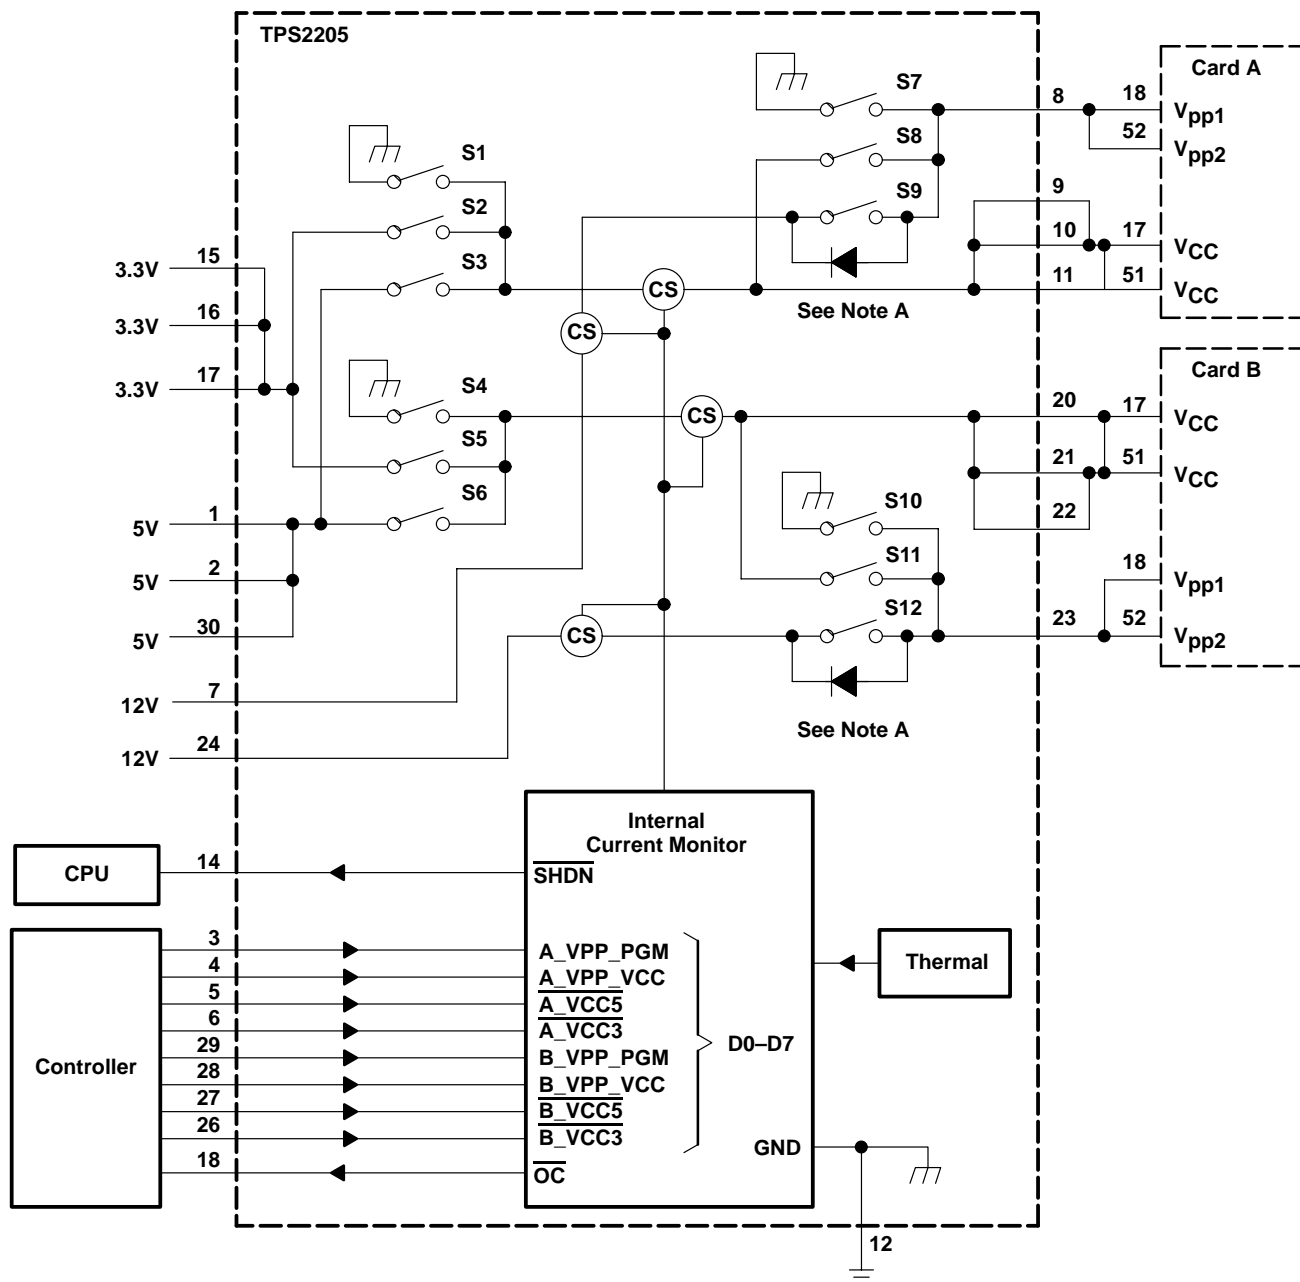 TPS2205
Card A
S7
8
18
Vpp1
52
Vpp2
S1
S8
S2
S9
9
10
17
VCC
15
3.3V
S3
CS
11
51
VCC
See Note A
16
3.3V
CS
Card B
17
3.3V
S4
CS
20
17
VCC
S5
21
51
VCC
S6
S10
22
1
5V
S11
2
5V
18
Vpp1
S12
30
5V
CS
23
52
Vpp2
7
12V
See Note A
24
12V
Internal
Current Monitor
CPU
14
SHDN
3
A_VPP_PGM
4
A_VPP_VCC
Thermal
5
A_VCC5
6
A_VCC3
29
B_VPP_PGM
D0–D7
Controller
28
B_VPP_VCC
27
B_VCC5
26
B_VCC3
GND
18
OC
12